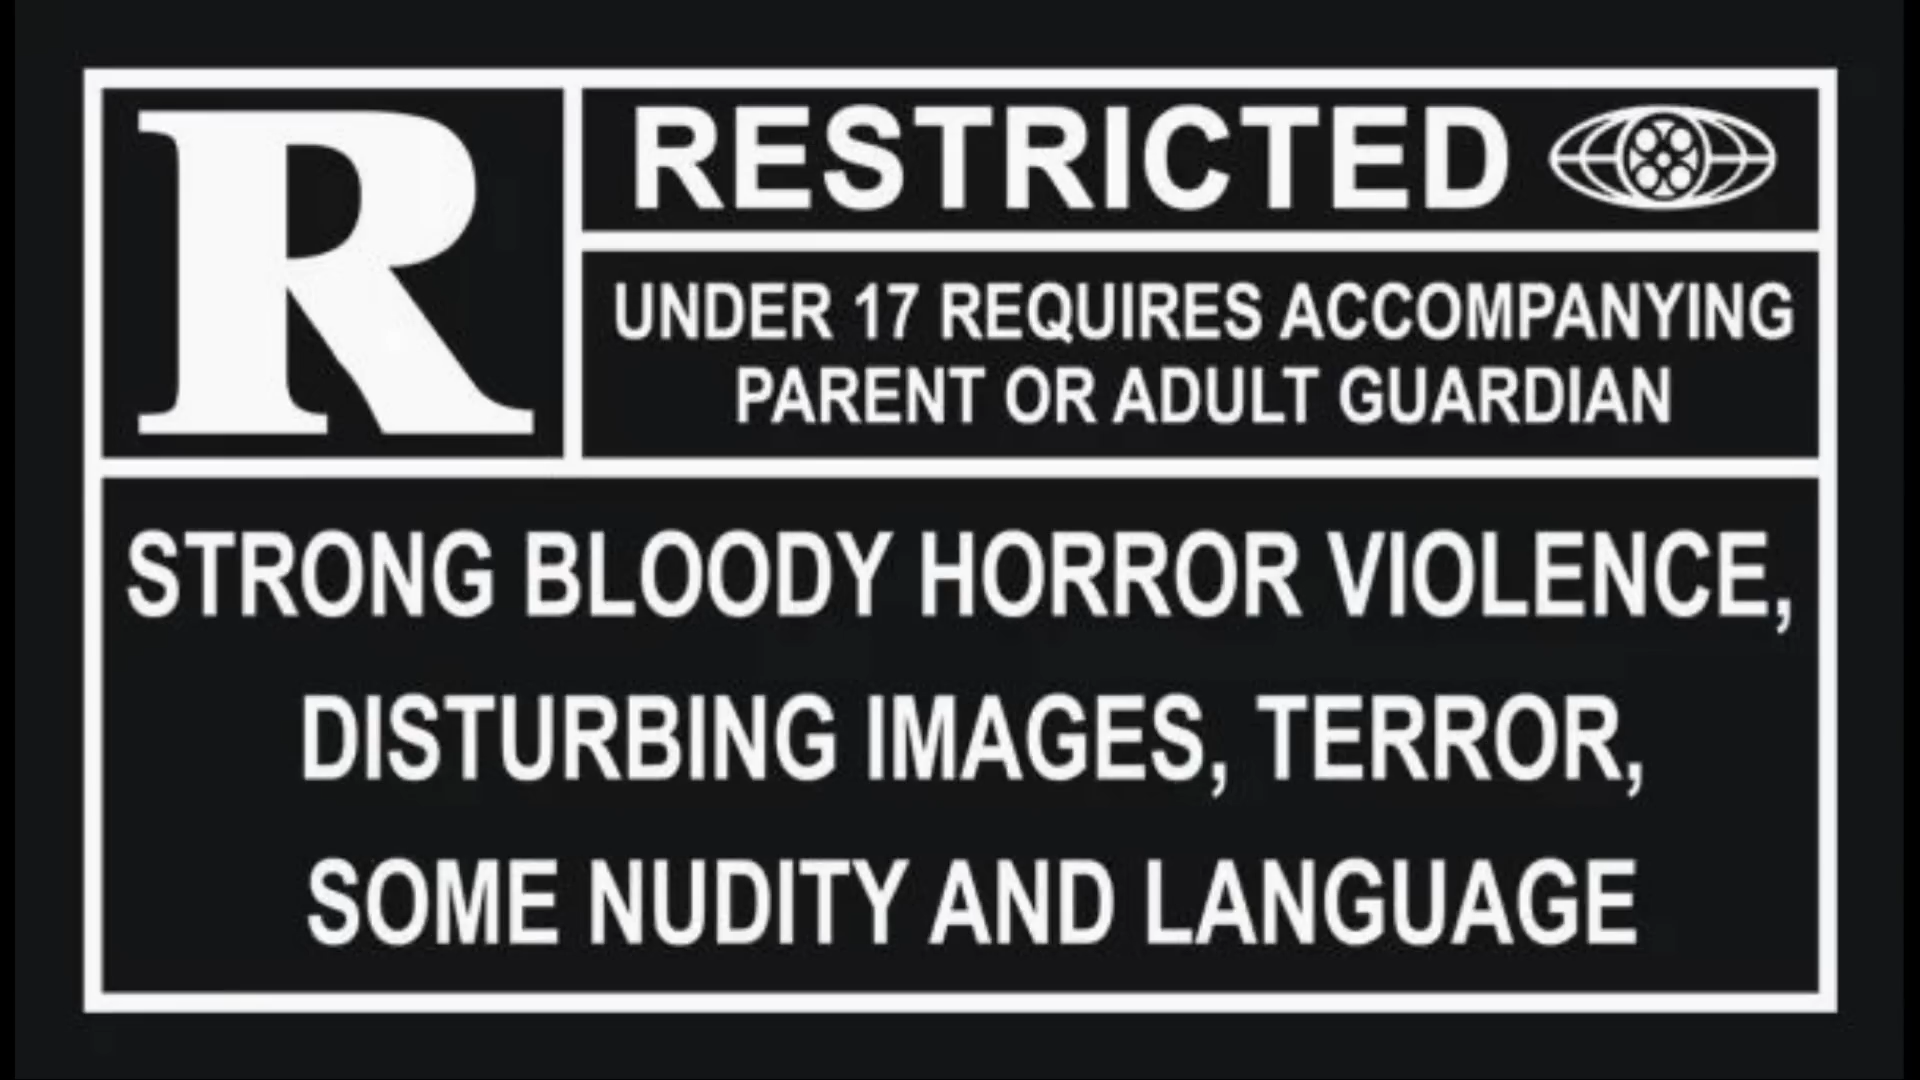 R
RESTRICTED
UNDER 17 REQUIRES ACCOMPANYING
PARENT OR ADULT GUARDIAN
STRONG BLOODY HORROR VIOLENCE,
DISTURBING IMAGES, TERROR,
SOME NUDITY AND LANGUAGE